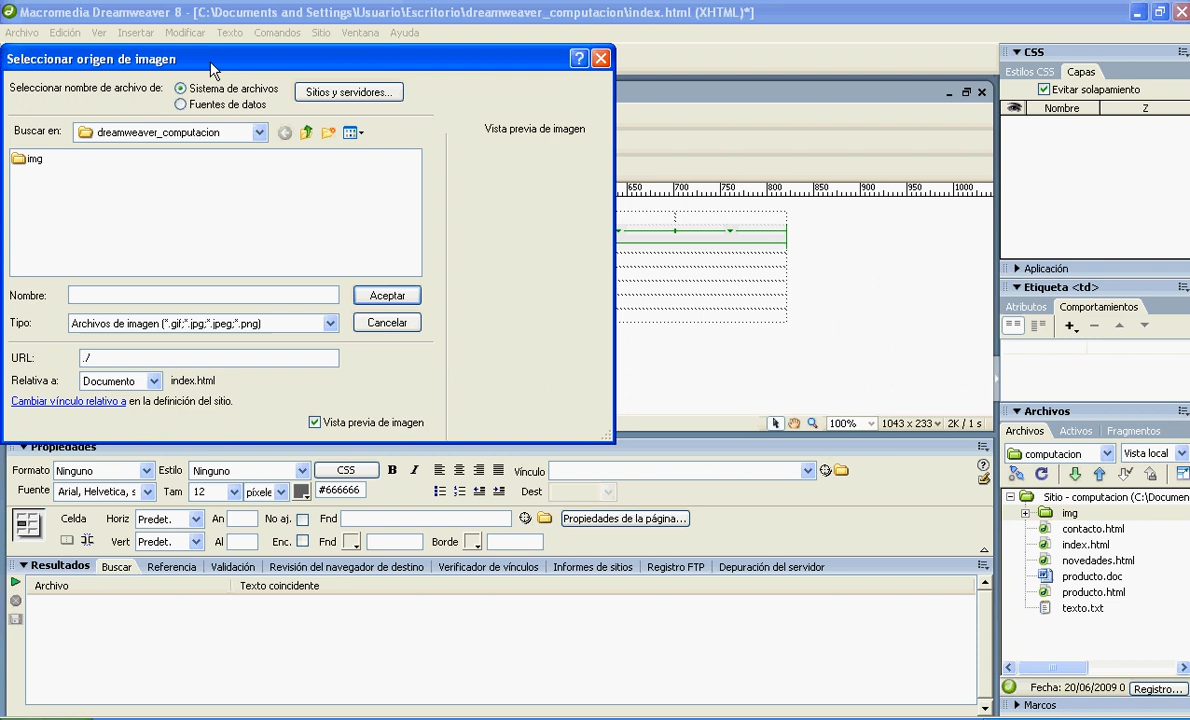 Macromedia Dreamweaver 8 - [C:\Documents and Settings\Usuario\Escritorio\dreamweaver_computacion\index.html (XHTML)*]
Archivo Edición Ver Insertar Modificar Texto Comandos Sitio Ventana Ayuda
Seleccionar origen de imagen
Seleccionar nombre de archivo de: Sistema de archivos Sitios y servidores...
Fuentes de datos
Buscar en: dreamweaver_computacion
Vista previa de imagen
img
Nombre: Aceptar
Tipo: Archivos de imagen (*.gif;*.jpg;*.jpeg;*.png) Cancelar
URL: ./
Relativa a: Documento index.html
Cambiar vínculo relativo a en la definición del sitio.
Vista previa de imagen
650 700 750 800 850 900 950 1000
100% 1043 x 233 2K / 1 s
CSS
Estilos CSS Capas
Evitar solapamiento
Nombre Z
Aplicación
Etiqueta <td>
Atributos Comportamientos
Archivos
Archivos Activos Fragmentos
computacion Vista local
Sitio - computacion (C:\Documen
img
contacto.html
index.html
novedades.html
producto.doc
producto.html
texto.txt
Fecha: 20/06/2009 0 Registro...
Marcos
Propiedades
Formato Ninguno Estilo Ninguno CSS B I Vínculo
Fuente Arial, Helvetica, s Tam 12 píxele #666666 Dest
Celda Horiz Predet. An No aj. Fnd Propiedades de la página...
Vert Predet. Al Enc. Fnd Borde
Resultados Buscar Referencia Validación Revisión del navegador de destino Verificador de vínculos Informes de sitios Registro FTP Depuración del servidor
Archivo Texto coincidente